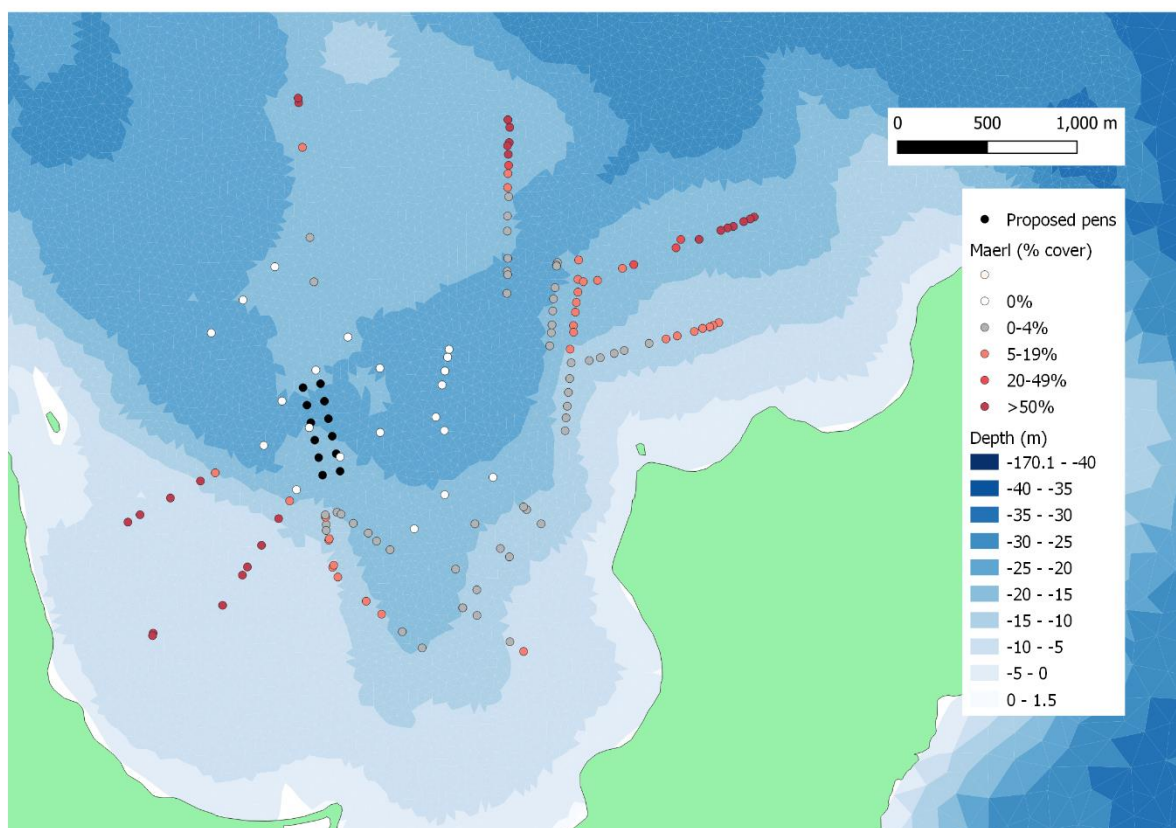 0 500 1,000 m
Proposed pens
Maerl (% cover)
0%
0-4%
5-19%
20-49%
>50%
Depth (m)
-170.1 - -40
-40 - -35
-35 - -30
-30 - -25
-25 - -20
-20 - -15
-15 - -10
-10 - -5
-5 - 0
0 - 1.5